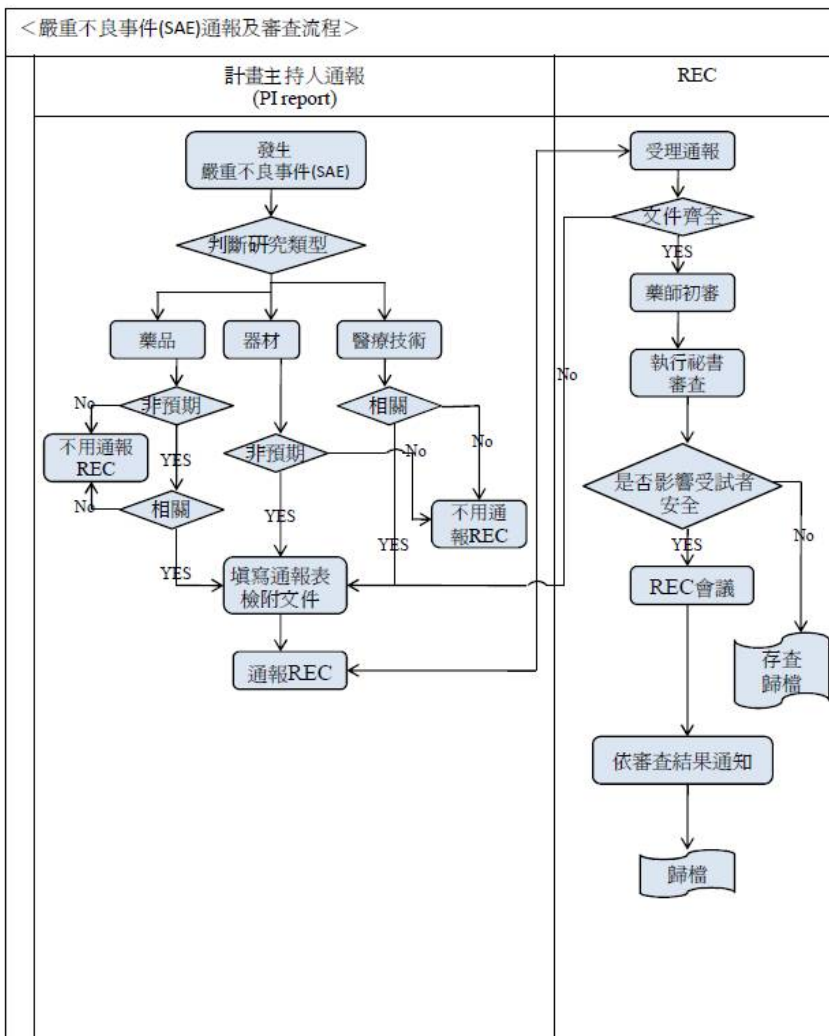 ＜嚴重不良事件(SAE)通報及審查流程＞
計畫主持人通報
(PI report)
REC
發生
嚴重不良事件(SAE)
判斷研究類型
藥品
器材
醫療技術
No
非預期
不用通報
REC
YES
No
相關
YES
非預期
No
YES
相關
No
不用通
報REC
YES
填寫通報表
檢附文件
通報REC
受理通報
文件齊全
YES
No
藥師初審
執行祕書
審查
是否影響受試者
安全
No
YES
REC會議
存查
歸檔
依審查結果通知
歸檔